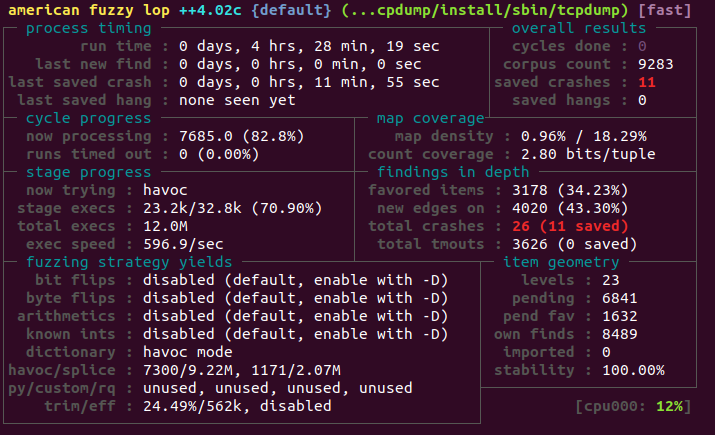 american fuzzy lop ++4.02c {default} (...cpdump/install/sbin/tcpdump) [fast]
process timing overall results
run time : 0 days, 4 hrs, 28 min, 19 sec cycles done : 0
last new find : 0 days, 0 hrs, 0 min, 0 sec corpus count : 9283
last saved crash : 0 days, 0 hrs, 11 min, 55 sec saved crashes : 11
last saved hang : none seen yet saved hangs : 0
cycle progress map coverage
now processing : 7685.0 (82.8%) map density : 0.96% / 18.29%
runs timed out : 0 (0.00%) count coverage : 2.80 bits/tuple
stage progress findings in depth
now trying : havoc favored items : 3178 (34.23%)
stage execs : 23.2k/32.8k (70.90%) new edges on : 4020 (43.30%)
total execs : 12.0M total crashes : 26 (11 saved)
exec speed : 596.9/sec total tmouts : 3626 (0 saved)
fuzzing strategy yields item geometry
bit flips : disabled (default, enable with -D) levels : 23
byte flips : disabled (default, enable with -D) pending : 6841
arithmetics : disabled (default, enable with -D) pend fav : 1632
known ints : disabled (default, enable with -D) own finds : 8489
dictionary : havoc mode imported : 0
havoc/splice : 7300/9.22M, 1171/2.07M stability : 100.00%
py/custom/rq : unused, unused, unused, unused
trim/eff : 24.49%/562k, disabled [cpu000: 12%]